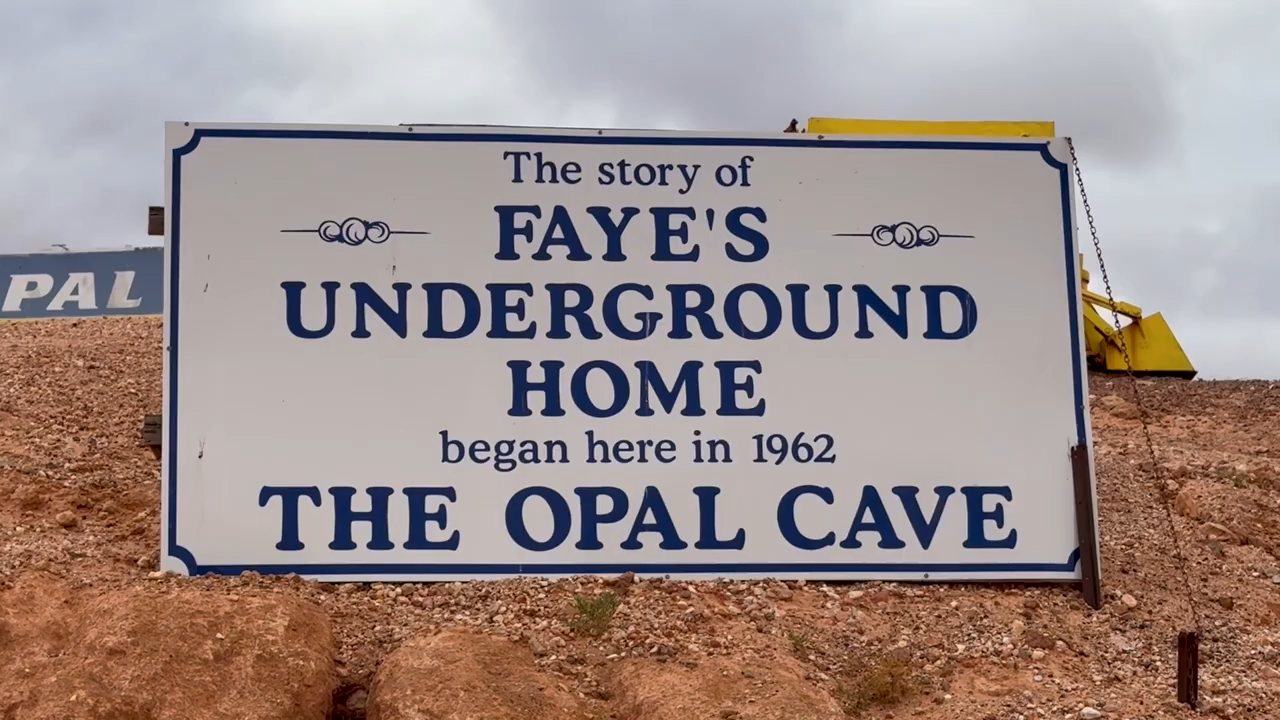 The story of
FAYE'S
UNDERGROUND
HOME
began here in 1962
THE OPAL CAVE
PAL